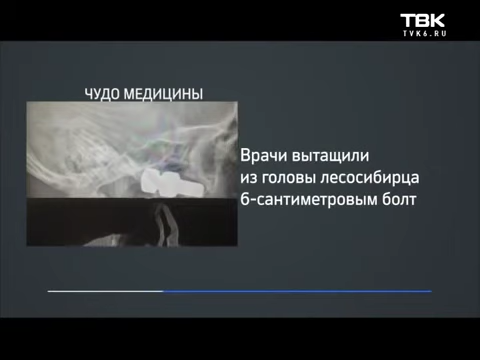 ТВК
TVK6.RU
ЧУДО МЕДИЦИНЫ
Врачи вытащили
из головы лесосибирца
6-сантиметровым болт